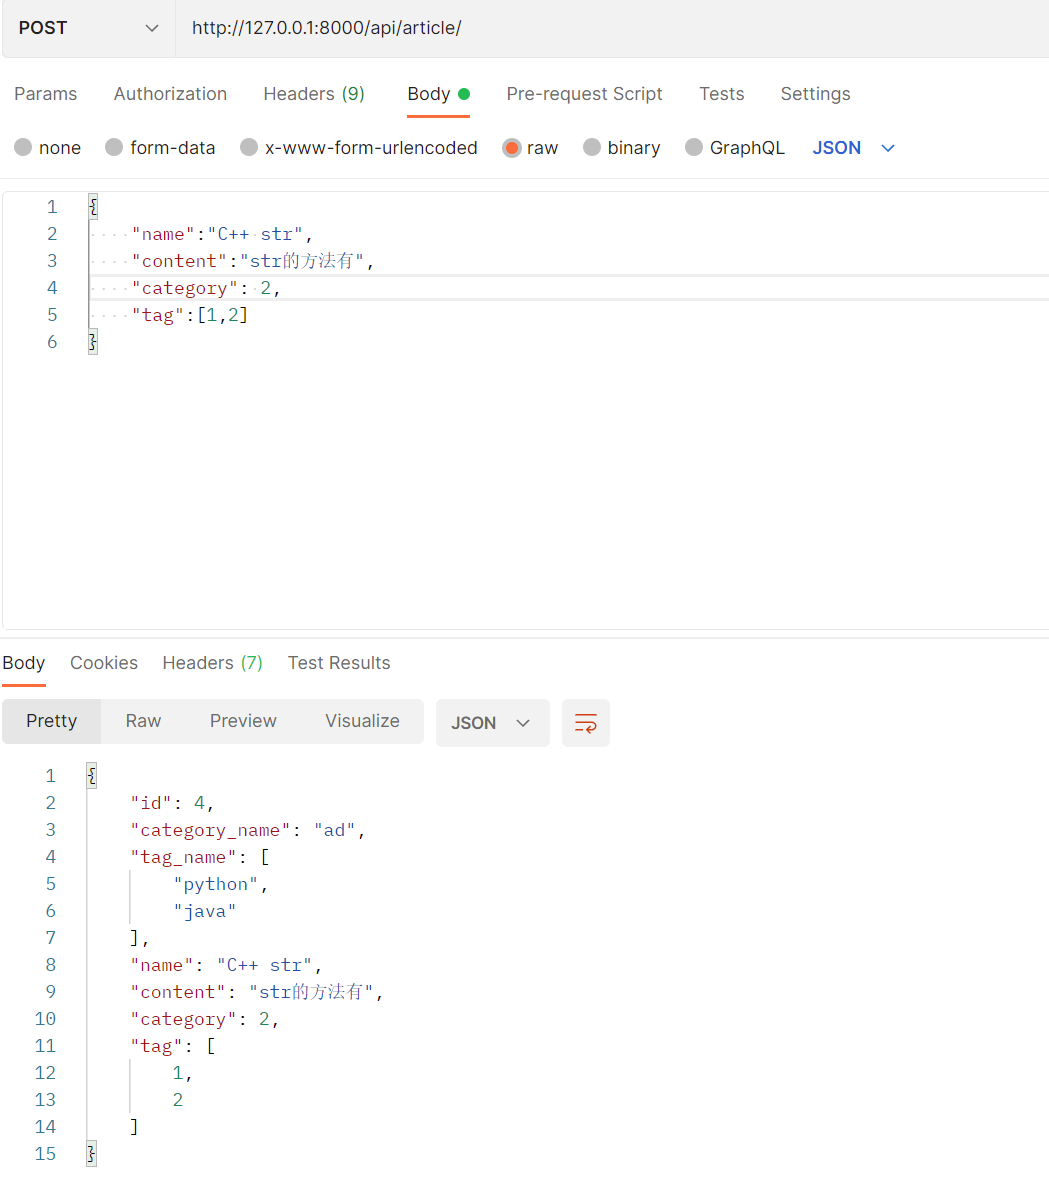 POST http://127.0.0.1:8000/api/article/
Params Authorization Headers (9) Body Pre-request Script Tests Settings
none form-data x-www-form-urlencoded raw binary GraphQL JSON
1 {
2 ····"name":"C++·str",
3 ····"content":"str的方法有",
4 ····"category":·2,
5 ····"tag":[1,2]
6 }
Body Cookies Headers (7) Test Results
Pretty Raw Preview Visualize JSON
1 {
2 "id": 4,
3 "category_name": "ad",
4 "tag_name": [
5 "python",
6 "java"
7 ],
8 "name": "C++ str",
9 "content": "str的方法有",
10 "category": 2,
11 "tag": [
12 1,
13 2
14 ]
15 }